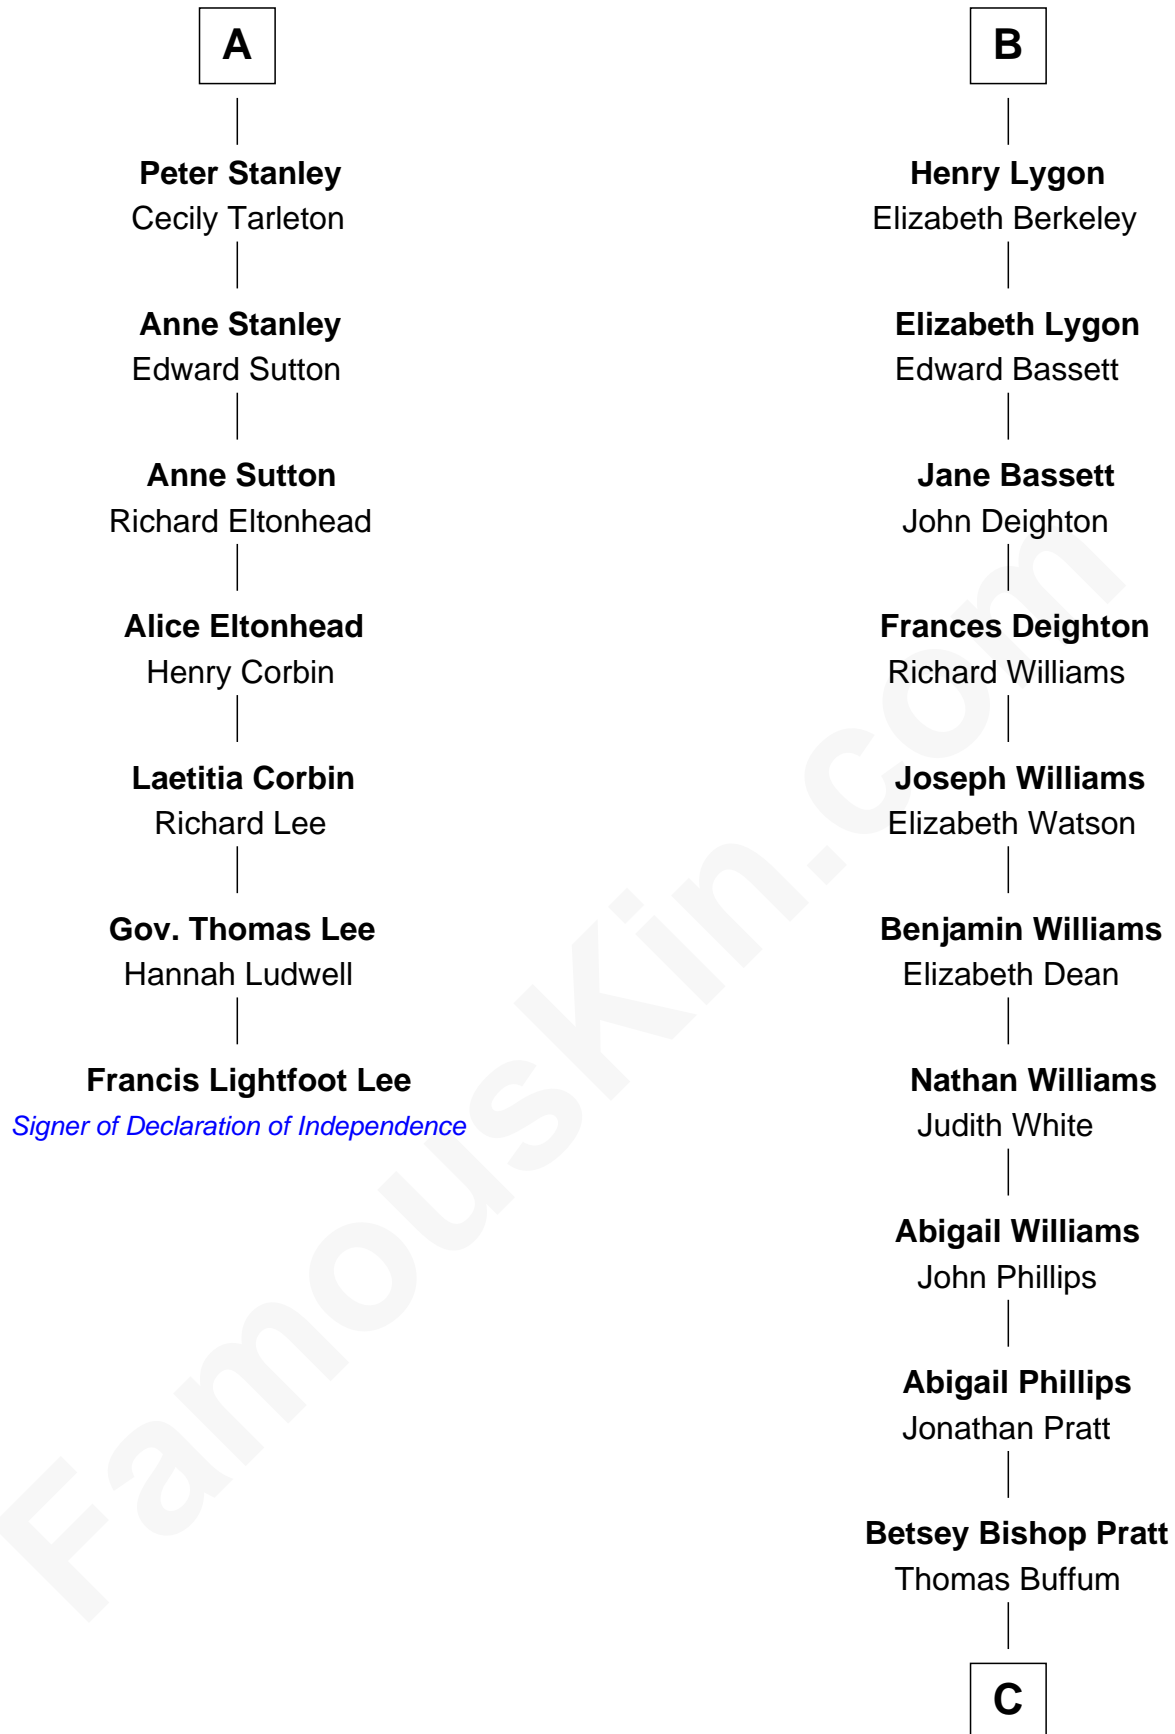 A
Peter Stanley
Cecily Tarleton
Anne Stanley
Edward Sutton
Anne Sutton
Richard Eltonhead
Alice Eltonhead
Henry Corbin
Laetitia Corbin
Richard Lee
Gov. Thomas Lee
Hannah Ludwell
Francis Lightfoot Lee
Signer of Declaration of Independence
B
Henry Lygon
Elizabeth Berkeley
Elizabeth Lygon
Edward Bassett
Jane Bassett
John Deighton
Frances Deighton
Richard Williams
Joseph Williams
Elizabeth Watson
Benjamin Williams
Elizabeth Dean
Nathan Williams
Judith White
Abigail Williams
John Phillips
Abigail Phillips
Jonathan Pratt
Betsey Bishop Pratt
Thomas Buffum
C
FamousKin.com